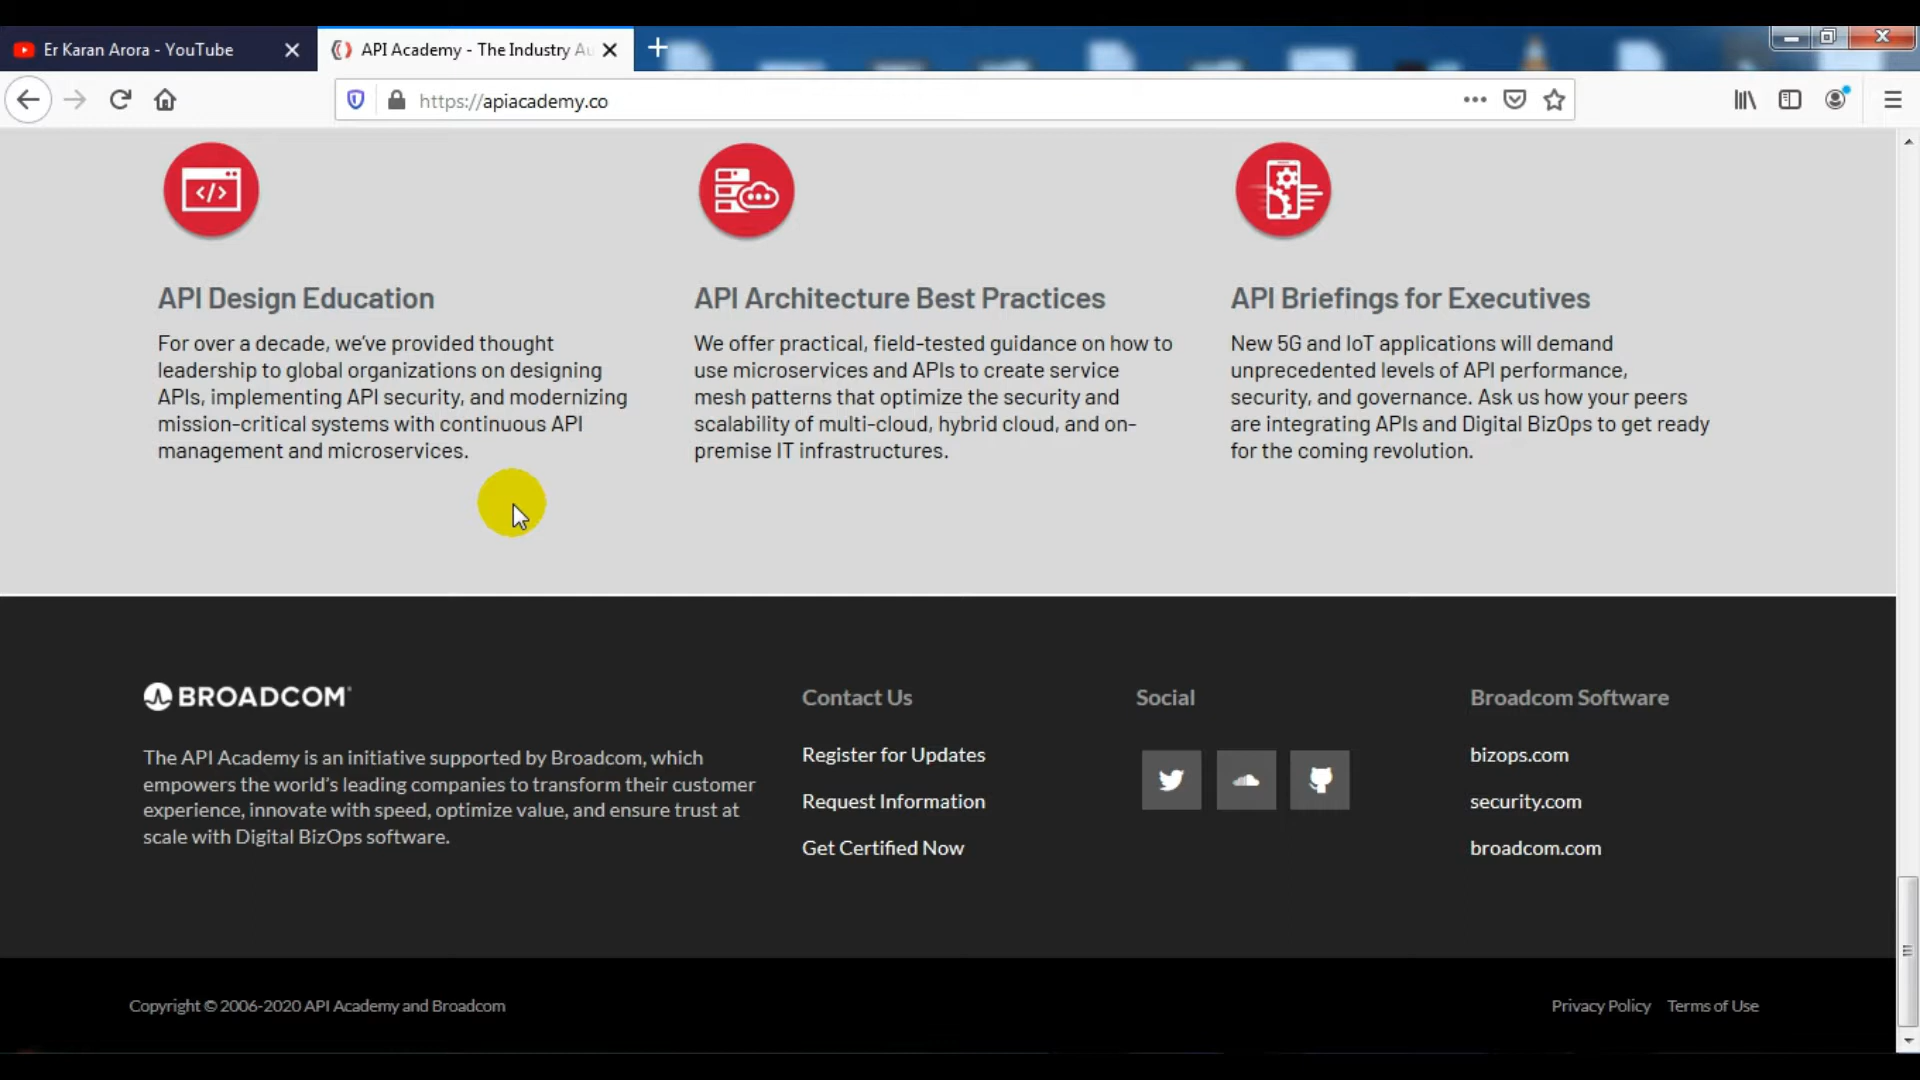 Er Karan Arora - YouTube
API Academy - The Industry Au
https://apiacademy.co
API Design Education
API Architecture Best Practices
API Briefings for Executives
For over a decade, we've provided thought
leadership to global organizations on designing
APIs, implementing API security, and modernizing
mission-critical systems with continuous API
management and microservices.
We offer practical, field-tested guidance on how to
use microservices and APIs to create service
mesh patterns that optimize the security and
scalability of multi-cloud, hybrid cloud, and on-
premise IT infrastructures.
New 5G and IoT applications will demand
unprecedented levels of API performance,
security, and governance. Ask us how your peers
are integrating APIs and Digital BizOps to get ready
for the coming revolution.
BROADCOM®
The API Academy is an initiative supported by Broadcom, which
empowers the world's leading companies to transform their customer
experience, innovate with speed, optimize value, and ensure trust at
scale with Digital BizOps software.
Contact Us
Register for Updates
Request Information
Get Certified Now
Social
Broadcom Software
bizops.com
security.com
broadcom.com
Copyright © 2006-2020 API Academy and Broadcom
Privacy Policy
Terms of Use